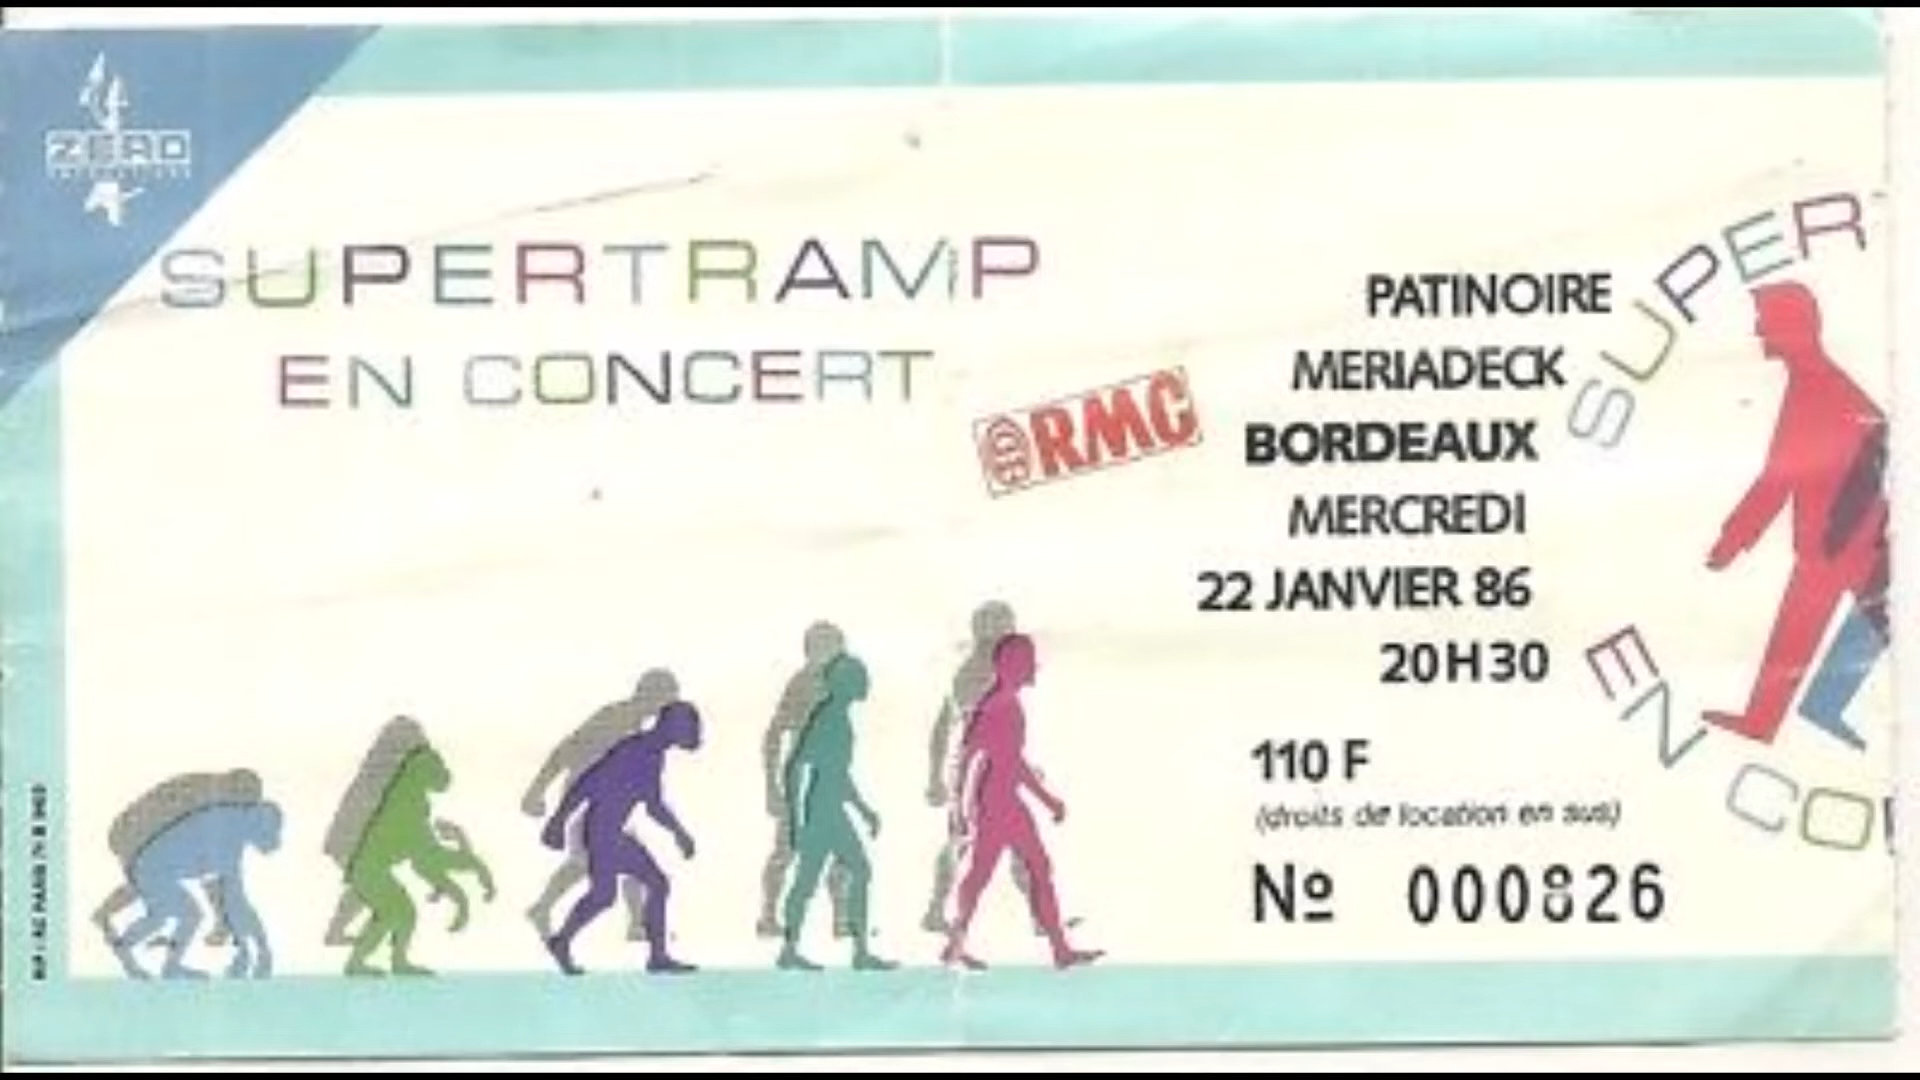 ZERO
SUPERTRAMP
EN CONCERT
RMC
PATINOIRE
MERIADECK
BORDEAUX
MERCREDI
22 JANVIER 86
20H30
110 F
(droits de location en sus)
Nº 000826
SUPER
EN CO